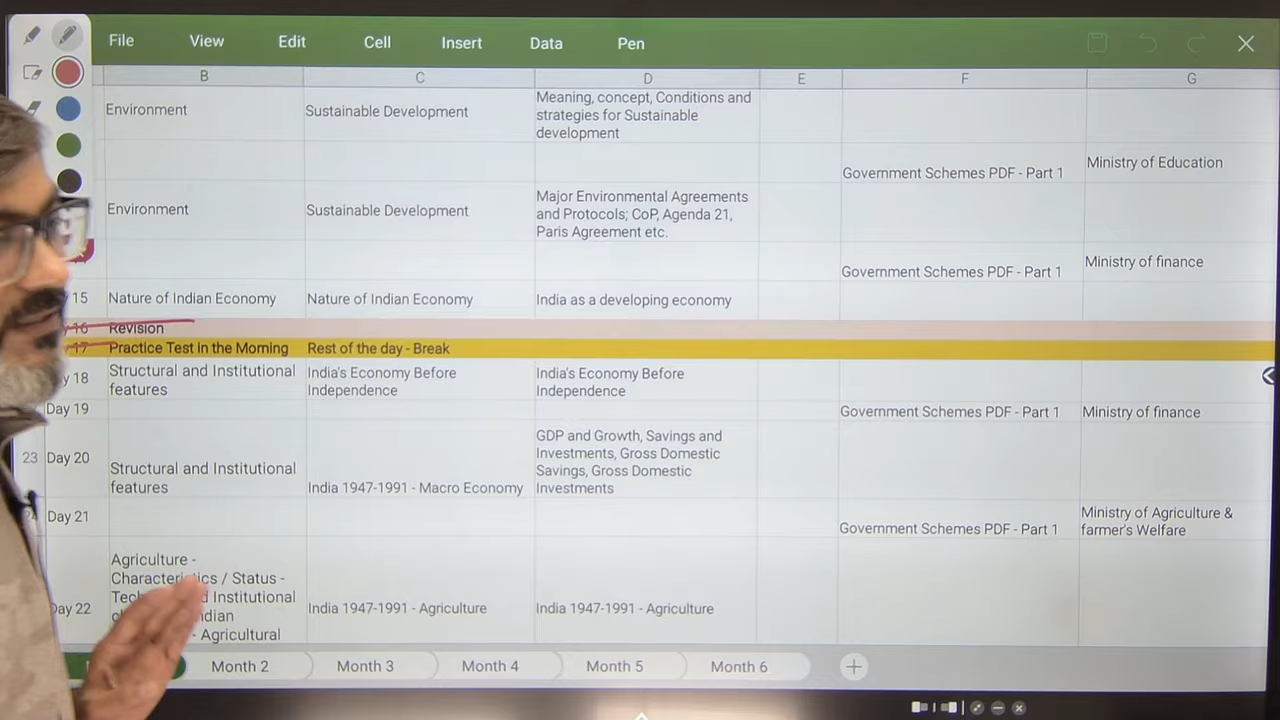 File View Edit Cell Insert Data Pen
B C D E F G
Environment Sustainable Development Meaning, concept, Conditions and
strategies for Sustainable
development
Government Schemes PDF - Part 1 Ministry of Education
Environment Sustainable Development Major Environmental Agreements
and Protocols; CoP, Agenda 21,
Paris Agreement etc.
Government Schemes PDF - Part 1 Ministry of finance
15 Nature of Indian Economy Nature of Indian Economy India as a developing economy
16 Revision
17 Practice Test in the Morning Rest of the day - Break
18 Structural and Institutional
features
India's Economy Before
Independence
India's Economy Before
Independence
Day 19 Government Schemes PDF - Part 1 Ministry of finance
23 Day 20 Structural and Institutional
features
India 1947-1991 - Macro Economy
GDP and Growth, Savings and
Investments, Gross Domestic
Savings, Gross Domestic
Investments
Day 21 Government Schemes PDF - Part 1 Ministry of Agriculture &
farmer's Welfare
Day 22 Agriculture -
/ Status -
Institutional
- Agricultural
India 1947-1991 - Agriculture India 1947-1991 - Agriculture
Month 2 Month 3 Month 4 Month 5 Month 6